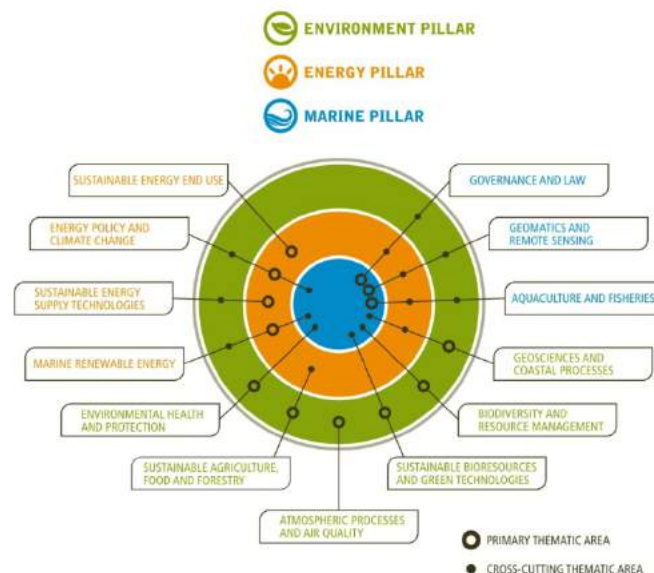 ENVIRONMENT PILLAR
ENERGY PILLAR
MARINE PILLAR
SUSTAINABLE ENERGY END USE
GOVERNANCE AND LAW
ENERGY POLICY AND
CLIMATE CHANGE
GEOMATICS AND
REMOTE SENSING
SUSTAINABLE ENERGY
SUPPLY TECHNOLOGIES
AQUACULTURE AND FISHERIES
MARINE RENEWABLE ENERGY
GEOSCIENCES AND
COASTAL PROCESSES
ENVIRONMENTAL HEALTH
AND PROTECTION
BIODIVERSITY AND
RESOURCE MANAGEMENT
SUSTAINABLE AGRICULTURE,
FOOD AND FORESTRY
SUSTAINABLE BIORESOURCES
AND GREEN TECHNOLOGIES
ATMOSPHERIC PROCESSES
AND AIR QUALITY
PRIMARY THEMATIC AREA
CROSS-CUTTING THEMATIC AREA